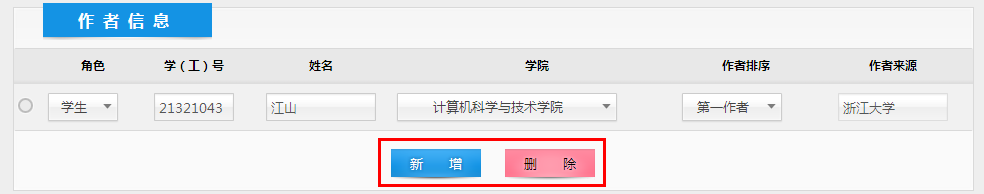 作者信息
角色 学（工）号 姓名 学院 作者排序 作者来源
学生 21321043 江山 计算机科学与技术学院 第一作者 浙江大学
新 增 删 除